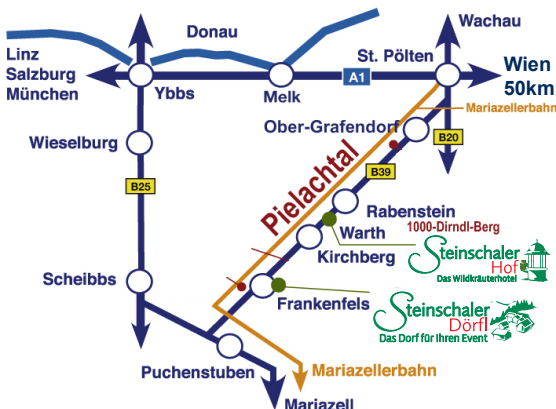 Donau
Wachau
Linz
Salzburg
München
St. Pölten
Wien
50km
Ybbs
Melk
A1
Mariazellerbahn
Ober-Grafendorf
Wieselburg
B20
B39
B25
Pielachtal
Rabenstein
1000-Dirndl-Berg
Warth
Kirchberg
Steinschaler
Hof
Das Wildkräuterhotel
Scheibbs
Frankenfels
Steinschaler
Dörfl
Das Dorf für Ihren Event
Puchenstuben
Mariazellerbahn
Mariazell